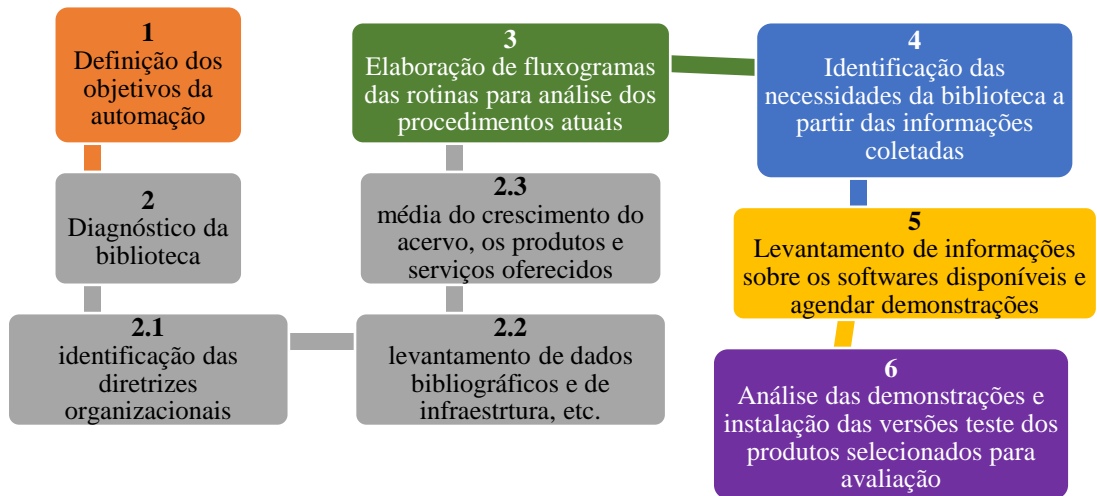 1
Definição dos
objetivos da
automação
2
Diagnóstico da
biblioteca
2.1
identificação das
diretrizes
organizacionais
2.2
levantamento de dados
bibliográficos e de
infraestrtura, etc.
2.3
média do crescimento do
acervo, os produtos e
serviços oferecidos
3
Elaboração de fluxogramas
das rotinas para análise dos
procedimentos atuais
4
Identificação das
necessidades da biblioteca a
partir das informações
coletadas
5
Levantamento de informações
sobre os softwares disponíveis e
agendar demonstrações
6
Análise das demonstrações e
instalação das versões teste dos
produtos selecionados para
avaliação